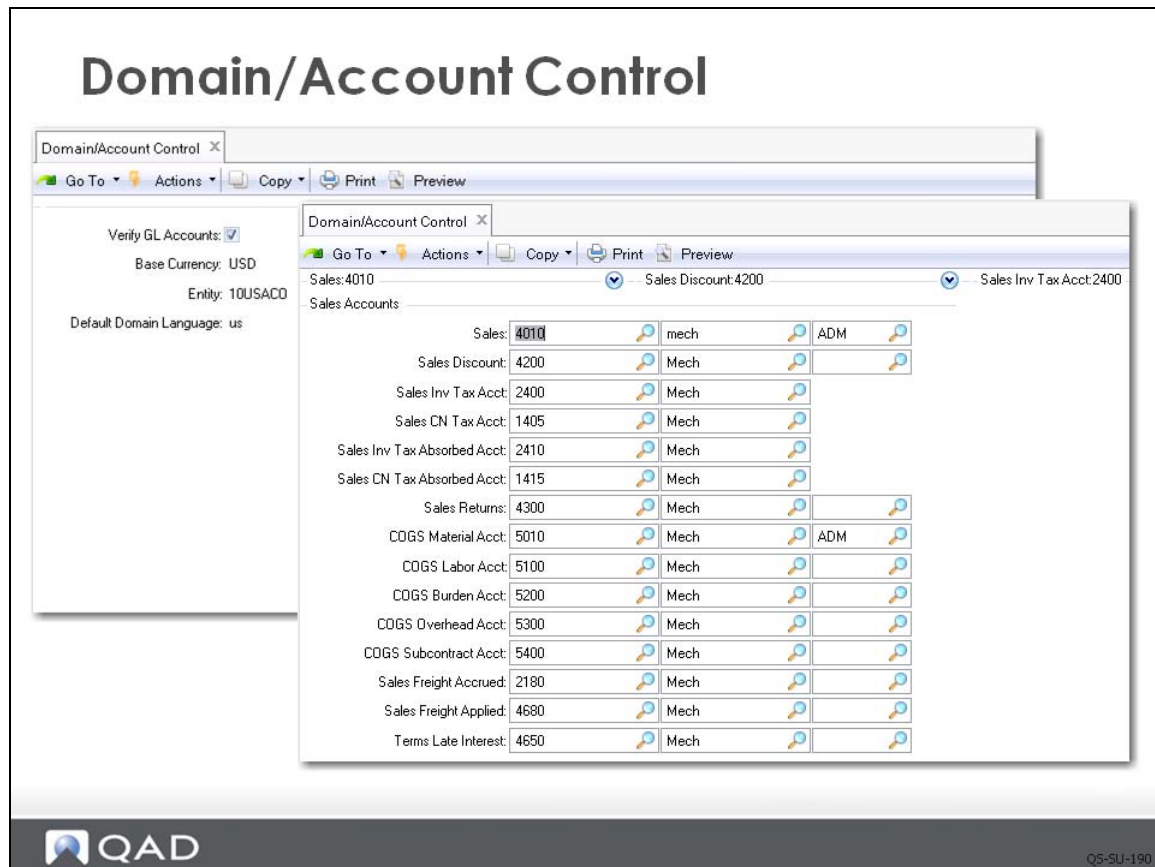 Domain/Account Control
Domain/Account Control
Go To Actions Copy Print Preview
Verify GL Accounts:
Base Currency: USD
Entity: 10USACO
Default Domain Language: us
Domain/Account Control
Go To Actions Copy Print Preview
Sales:4010 Sales Discount:4200 Sales Inv Tax Acct:2400
Sales Accounts
Sales: 4010 mech ADM
Sales Discount: 4200 Mech
Sales Inv Tax Acct: 2400 Mech
Sales CN Tax Acct: 1405 Mech
Sales Inv Tax Absorbed Acct: 2410 Mech
Sales CN Tax Absorbed Acct: 1415 Mech
Sales Returns: 4300 Mech
COGS Material Acct: 5010 Mech ADM
COGS Labor Acct: 5100 Mech
COGS Burden Acct: 5200 Mech
COGS Overhead Acct: 5300 Mech
COGS Subcontract Acct: 5400 Mech
Sales Freight Accrued: 2180 Mech
Sales Freight Applied: 4680 Mech
Terms Late Interest: 4650 Mech
QAD
QS-SU-190